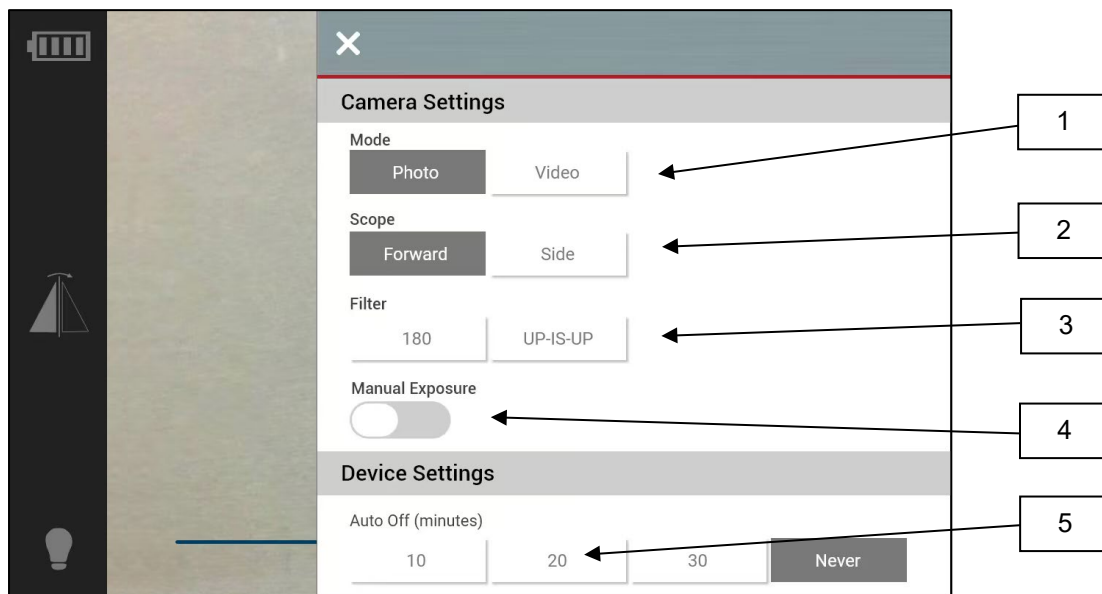 Camera Settings
1
Mode
Photo Video
Scope
2
Forward Side
Filter
3
180 UP-IS-UP
Manual Exposure
4
Device Settings
Auto Off (minutes)
5
10 20 30 Never